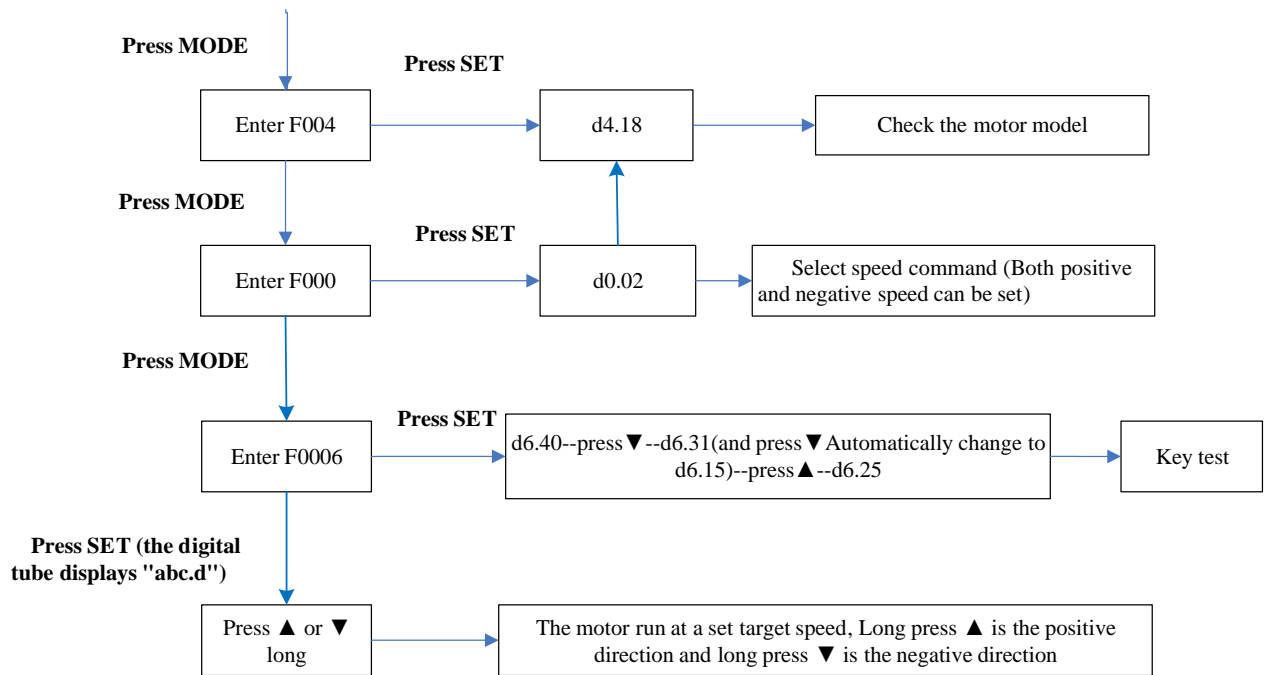 Press MODE
Press SET
Enter F004
d4.18
Check the motor model
Press MODE
Press SET
Enter F000
d0.02
Select speed command (Both positive
and negative speed can be set)
Press MODE
Press SET
Enter F0006
d6.40--press▼--d6.31(and press▼Automatically change to
d6.15)--press▲--d6.25
Key test
Press SET (the digital
tube displays "abc.d")
Press ▲ or ▼
long
The motor run at a set target speed, Long press ▲ is the positive
direction and long press ▼ is the negative direction